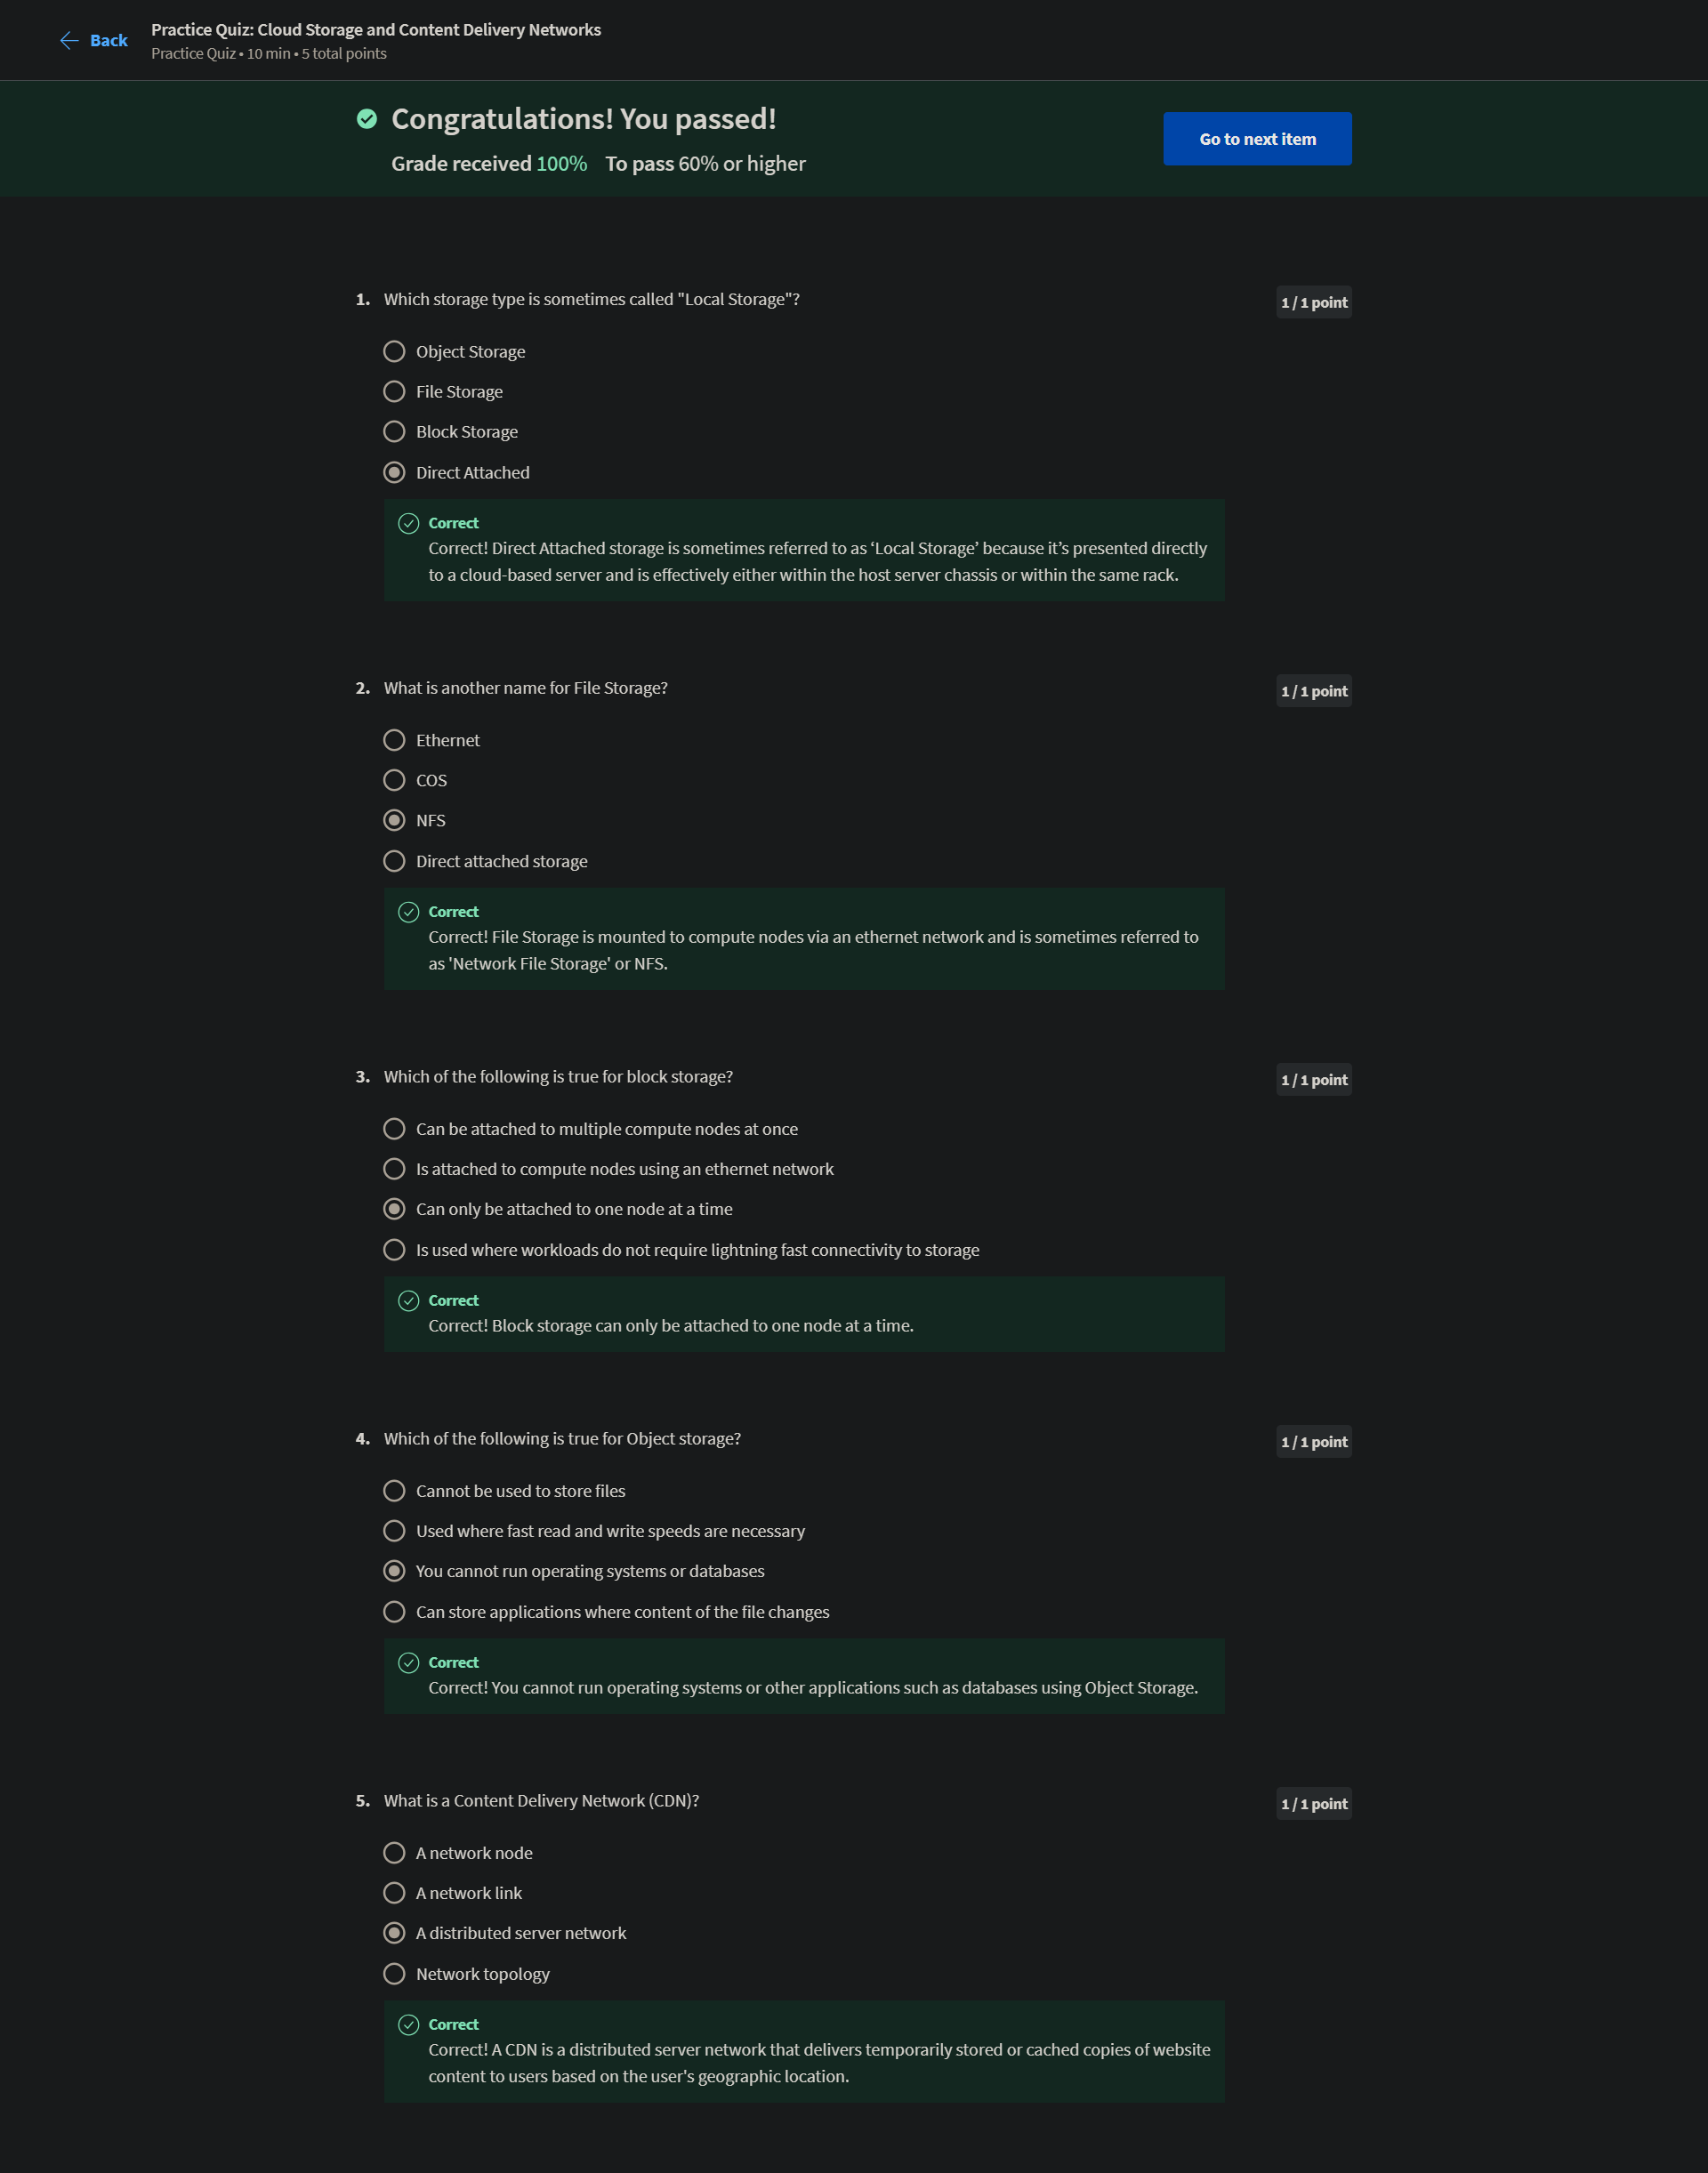 Back
Practice Quiz: Cloud Storage and Content Delivery Networks
Practice Quiz • 10 min • 5 total points
Congratulations! You passed!
Grade received 100% To pass 60% or higher
Go to next item
1. Which storage type is sometimes called "Local Storage"?
1 / 1 point
Object Storage
File Storage
Block Storage
Direct Attached
Correct
Correct! Direct Attached storage is sometimes referred to as ‘Local Storage’ because it’s presented directly
to a cloud-based server and is effectively either within the host server chassis or within the same rack.
2. What is another name for File Storage?
1 / 1 point
Ethernet
COS
NFS
Direct attached storage
Correct
Correct! File Storage is mounted to compute nodes via an ethernet network and is sometimes referred to
as 'Network File Storage' or NFS.
3. Which of the following is true for block storage?
1 / 1 point
Can be attached to multiple compute nodes at once
Is attached to compute nodes using an ethernet network
Can only be attached to one node at a time
Is used where workloads do not require lightning fast connectivity to storage
Correct
Correct! Block storage can only be attached to one node at a time.
4. Which of the following is true for Object storage?
1 / 1 point
Cannot be used to store files
Used where fast read and write speeds are necessary
You cannot run operating systems or databases
Can store applications where content of the file changes
Correct
Correct! You cannot run operating systems or other applications such as databases using Object Storage.
5. What is a Content Delivery Network (CDN)?
1 / 1 point
A network node
A network link
A distributed server network
Network topology
Correct
Correct! A CDN is a distributed server network that delivers temporarily stored or cached copies of website
content to users based on the user's geographic location.